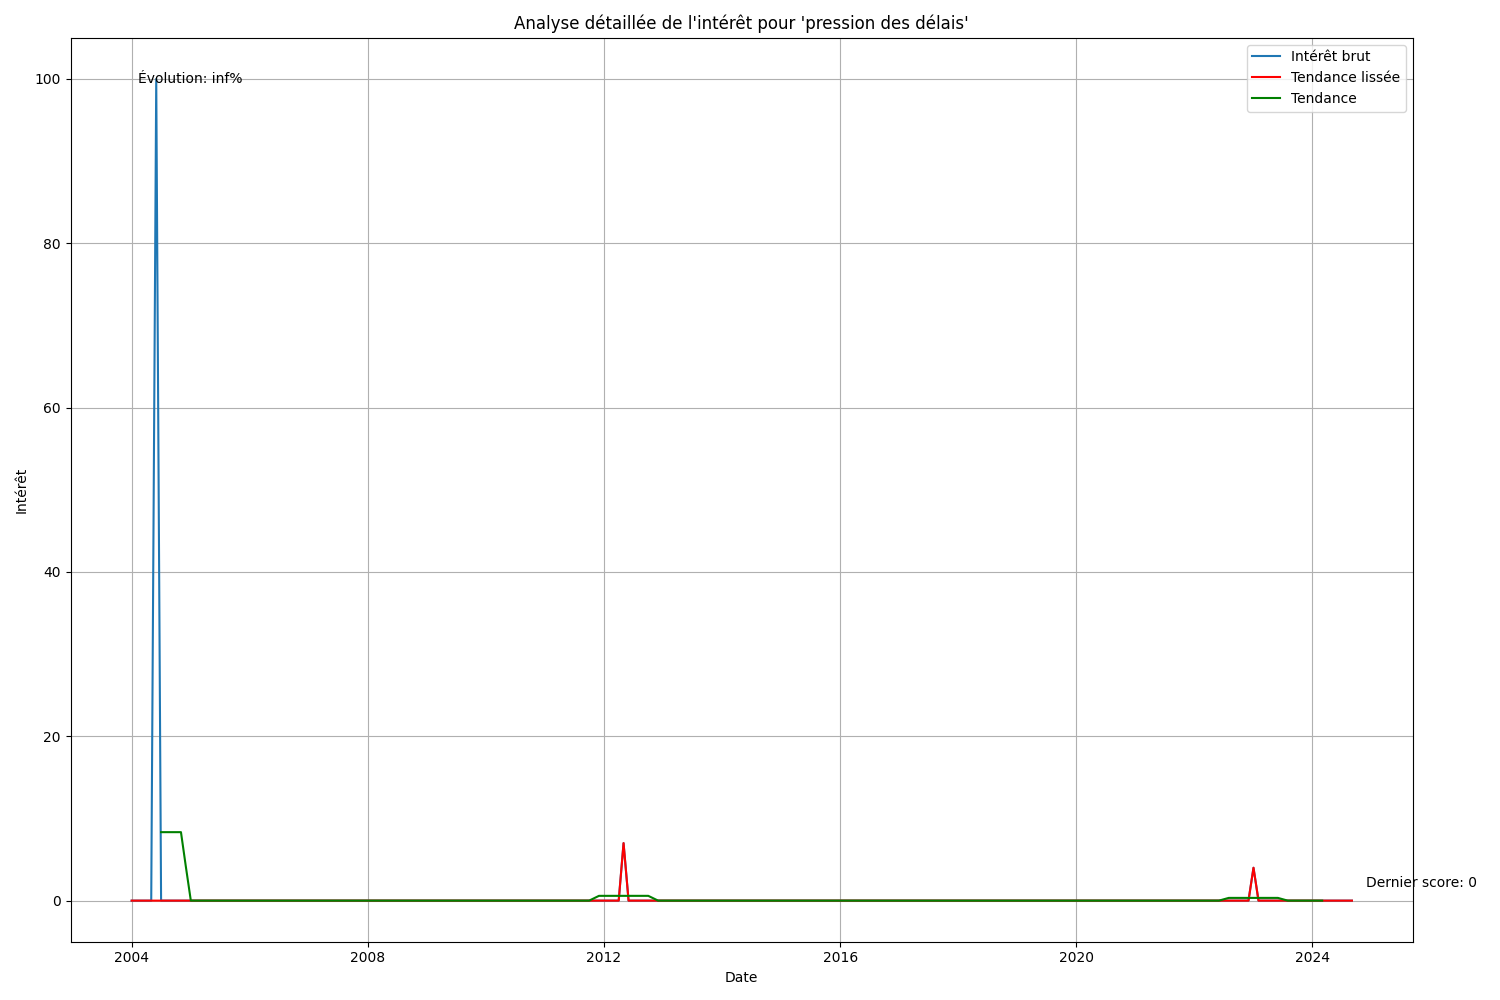 Analyse détaillée de l'intérêt pour 'pression des délais'
Évolution: inf%
Intérêt brut
Tendance lissée
Tendance
100
80
60
40
20
0
Intérêt
Dernier score: 0
2004
2008
2012
2016
2020
2024
Date